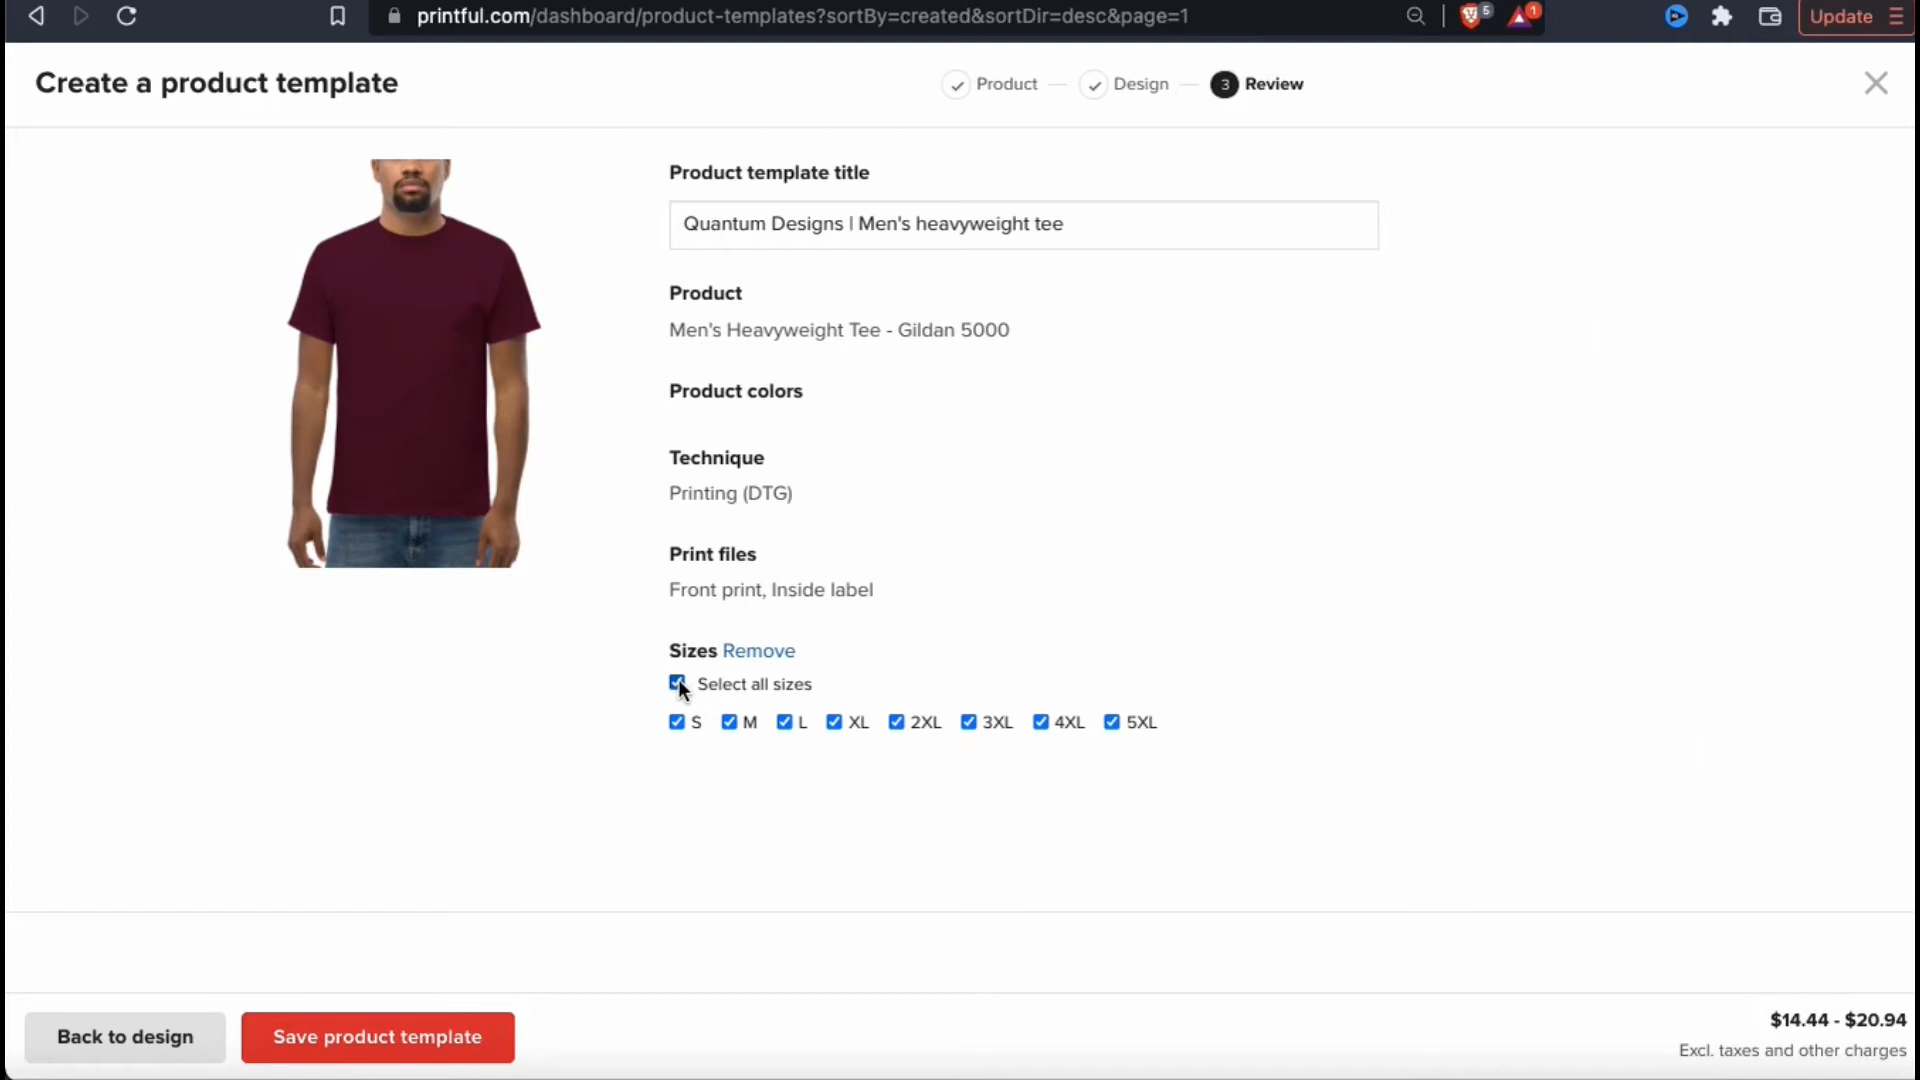 printful.com/dashboard/product-templates?sortBy=created&sortDir=desc&page=1
5
1
Update
Create a product template
Product
Design
3 Review
Product template title
Quantum Designs | Men's heavyweight tee
Product
Men's Heavyweight Tee - Gildan 5000
Product colors
Technique
Printing (DTG)
Print files
Front print, Inside label
Sizes Remove
Select all sizes
S M L XL 2XL 3XL 4XL 5XL
Back to design
Save product template
$14.44 - $20.94
Excl. taxes and other charges